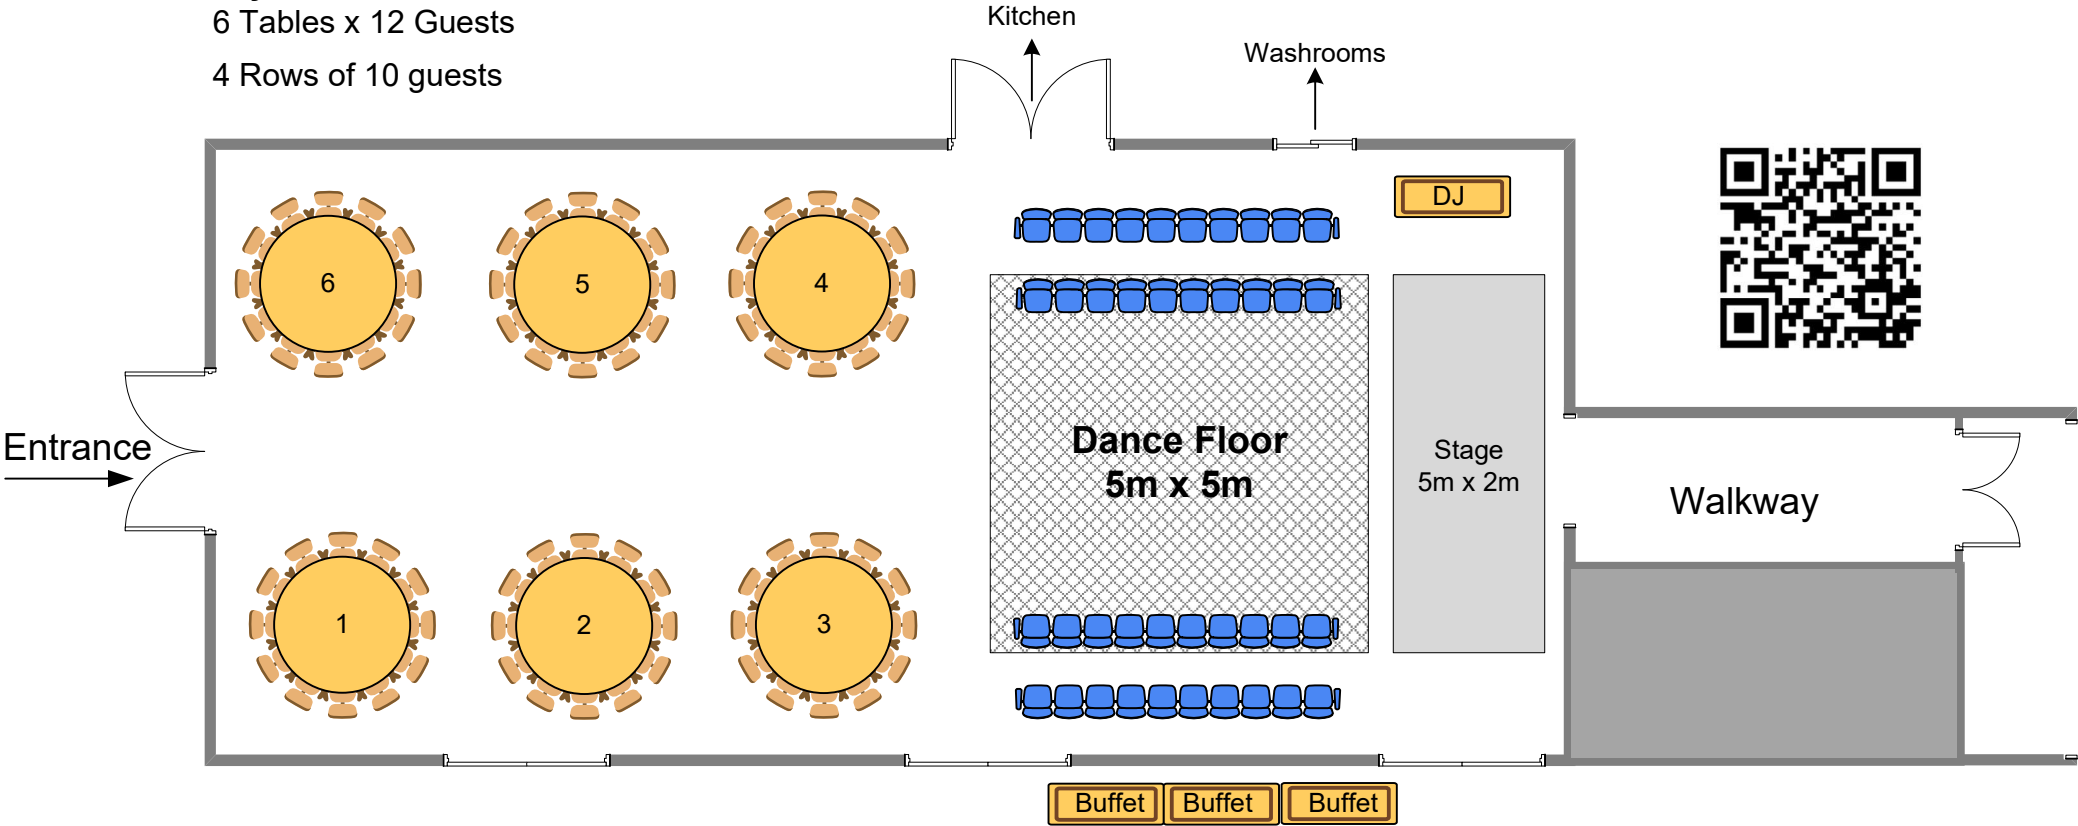 6 Tables x 12 Guests
4 Rows of 10 guests
Kitchen
Washrooms
DJ
6
5
4
Entrance
Dance Floor
5m x 5m
Stage
5m x 2m
Walkway
1
2
3
Buffet
Buffet
Buffet